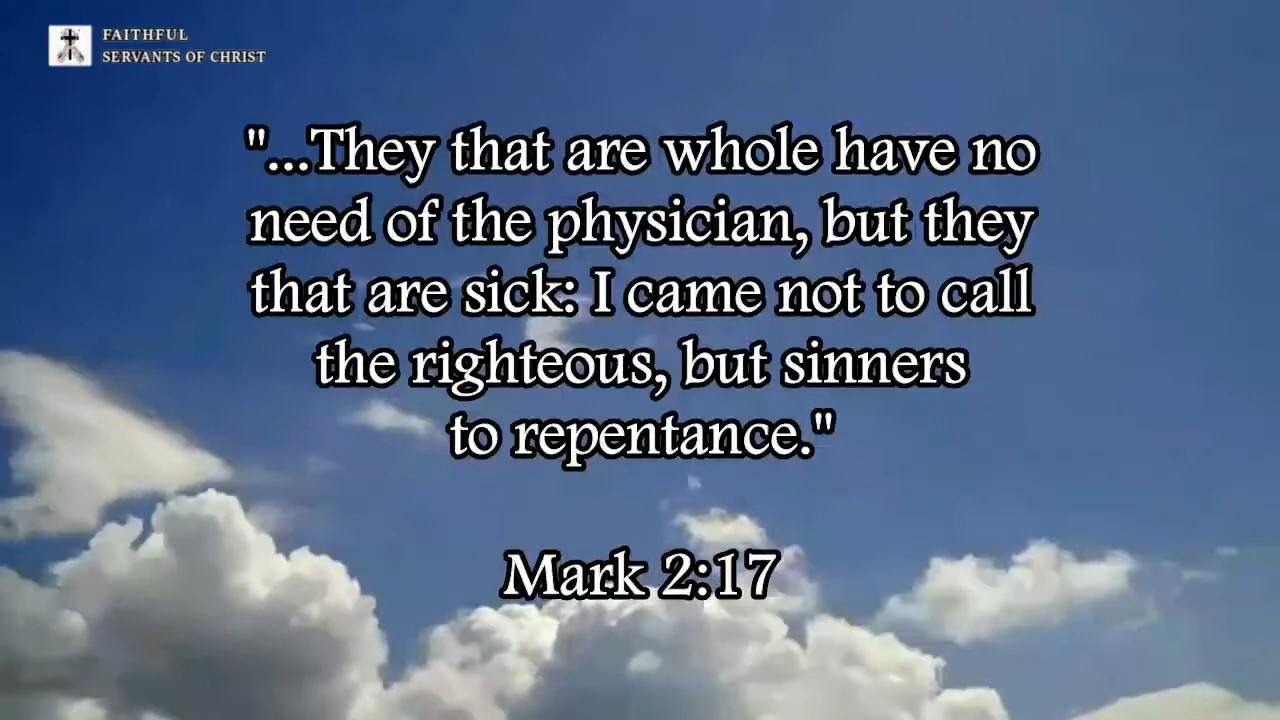 FAITHFUL
SERVANTS OF CHRIST
"...They that are whole have no
need of the physician, but they
that are sick: I came not to call
the righteous, but sinners
to repentance."
Mark 2:17